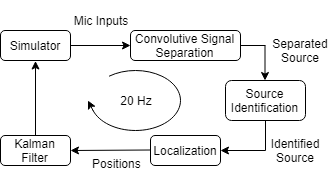 Mic Inputs
Simulator
Convolutive Signal
Separation
Separated
Source
Source
Identification
20 Hz
Kalman
Filter
Positions
Localization
Identified
Source